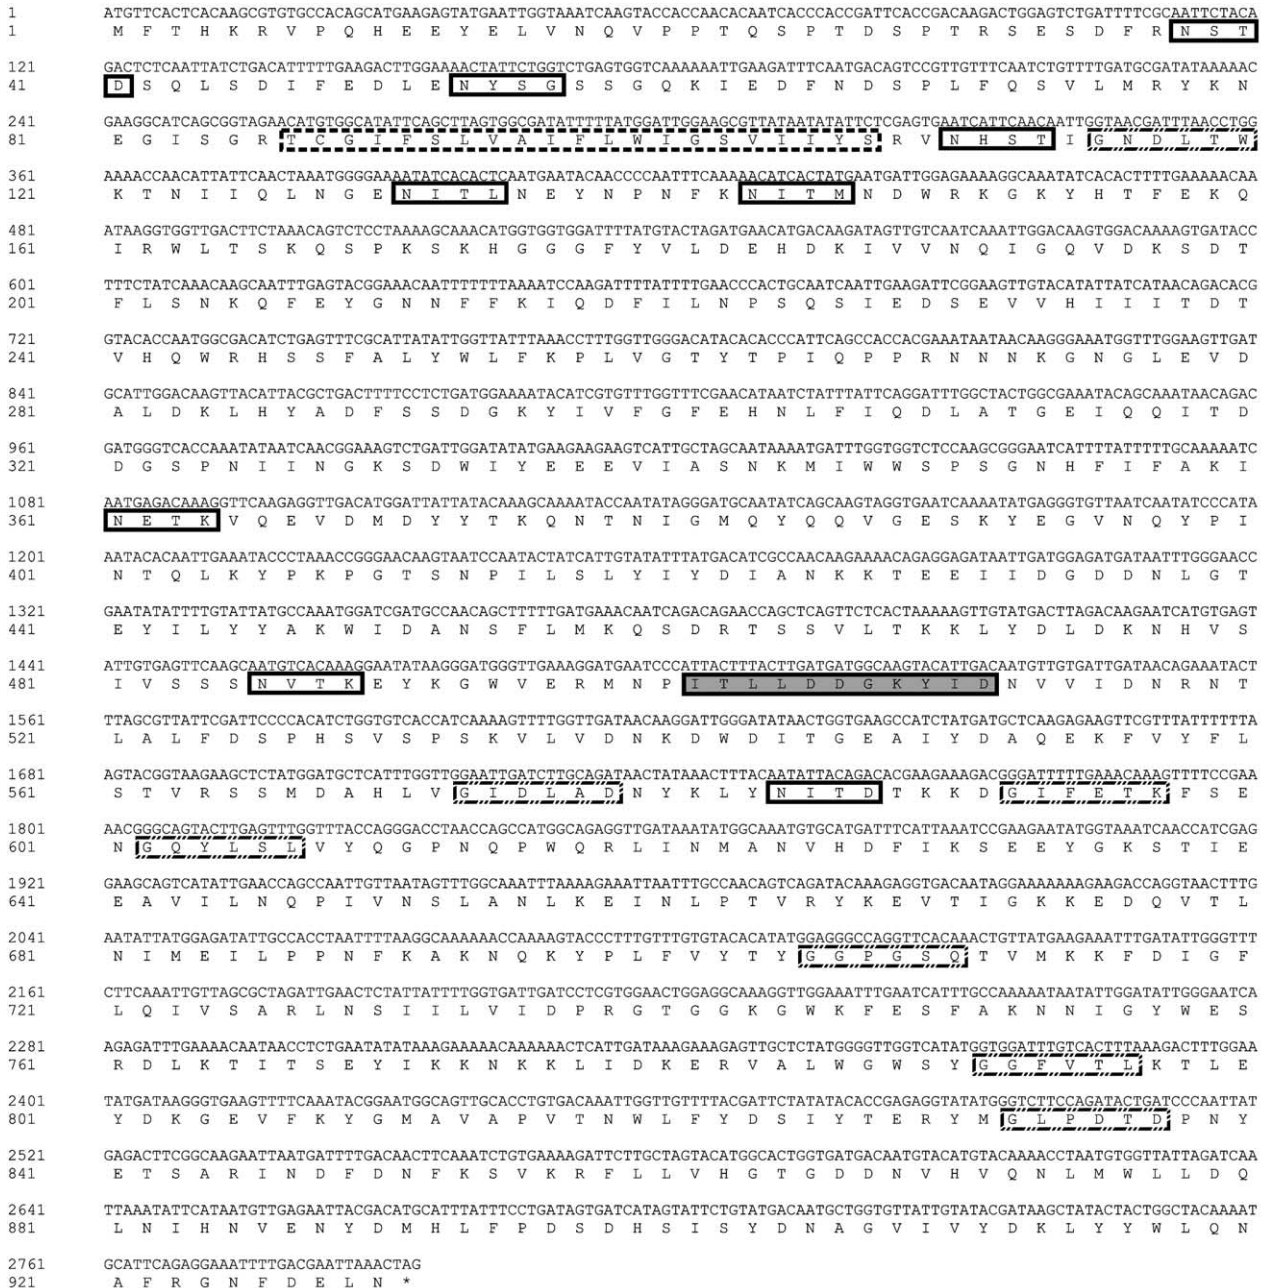 1 ATGTTCACTCACAAGCGTGTGCCACAGCATGAAGAGTATGAATTGGTAAATCAAGTACCACCAACACAATCACCCACCGATTCACCGACAAGACTGGAGTCTGATTTTCGCAATTCTACA
1 M F T H K R V P Q H E E Y E L V N Q V P P T Q S P T D S P T R S E S D F R N S T
121 GACTCTCAATTATCTGACATTTTTGAAGACTTGGAAAACTATTCTGGTCTGAGTGGTCAAAAAATTGAAGATTTCAATGACAGTCCGTTGTTTCAATCTGTTTTGATGCGATATAAAAAC
41 D S Q L S D I F E D L E N Y S G S S G Q K I E D F N D S P L F Q S V L M R Y K N
241 GAAGGCATCAGCGGTAGAACATGTGGCATATTCAGCTTAGTGGCGATATTTTTATGGATTGGAAGCGTTATAATATATTCTCGAGTGAATCATTCAACAATTGGTAACGATTTAACCTGG
81 E G I S G R T C G I F S L V A I F L W I G S V I I Y S R V N H S T I G N D L T W
361 AAAACCAACATTATTCAACTAAATGGGGAAAATATCACACTCAATGAATACAACCCCAATTTCAAAAACATCACTATGAATGATTGGAGAAAAGGCAAATATCACACTTTTGAAAAACAA
121 K T N I I Q L N G E N I T L N E Y N P N F K N I T M N D W R K G K Y H T F E K Q
481 ATAAGGTGGTTGACTTCTAAACAGTCTCCTAAAAGCAAACATGGTGGTGGATTTTATGTACTAGATGAACATGACAAGATAGTTGTCAATCAAATTGGACAAGTGGACAAAAGTGATACC
161 I R W L T S K Q S P K S K H G G G F Y V L D E H D K I V V N Q I G Q V D K S D T
601 TTTCTATCAAACAAGCAATTTGAGTACGGAAACAATTTTTTTAAAATCCAAGATTTTATTTTGAACCCACTGCAATCAATTGAAGATTCGGAAGTTGTACATATTATCATAACAGACACG
201 F L S N K Q F E Y G N N F F K I Q D F I L N P S Q S I E D S E V V H I I I T D T
721 GTACACCAATGGCGACATCTGAGTTTCGCATTATATTGGTTATTTAAACCTTTGGTTGGGACATACACACCCATTCAGCCACCACGAAATAATAACAAGGGAAATGGTTTGGAAGTTGAT
241 V H Q W R H S S F A L Y W L F K P L V G T Y T P I Q P P R N N N K G N G L E V D
841 GCATTGGACAAGTTACATTACGCTGACTTTTCCTCTGATGGAAAATACATCGTGTTTGGTTTCGAACATAATCTATTTATTCAGGATTTGGCTACTGGCGAAATACAGCAAATAACAGAC
281 A L D K L H Y A D F S S D G K Y I V F G F E H N L F I Q D L A T G E I Q Q I T D
961 GATGGGTCACCAAATATAATCAACGGAAAGTCTGATTGGATATATGAAGAAGAAGTCATTGCTAGCAATAAAATGATTTGGTGGTCTCCAAGCGGGAATCATTTTATTTTTGCAAAAATC
321 D G S P N I I N G K S D W I Y E E E V I A S N K M I W W S P S G N H F I F A K I
1081 AATGAGACAAAGGTTCAAGAGGTTGACATGGATTATTATACAAAGCAAAATACCAATATAGGGATGCAATATCAGCAAGTAGGTGAATCAAAATATGAGGGTGTTAATCAATATCCCATA
361 N E T K V Q E V D M D Y Y T K Q N T N I G M Q Y Q Q V G E S K Y E G V N Q Y P I
1201 AATACACAATTGAAATACCCTAAACCGGGAACAAGTAATCCAATACTATCATTGTATATTTATGACATCGCCAACAAGAAAACAGAGGAGATAATTGATGGAGATGATAATTTGGGAACC
401 N T Q L K Y P K P G T S N P I L S L Y I Y D I A N K K T E E I I D G D D N L G T
1321 GAATATATTTTGTATTATGCCAAATGGATCGATGCCAACAGCTTTTTGATGAAACAATCAGACAGAACCAGCTCAGTTCTCACTAAAAAGTTGTATGACTTAGACAAGAATCATGTGAGT
441 E Y I L Y Y A K W I D A N S F L M K Q S D R T S S V L T K K L Y D L D K N H V S
1441 ATTGTGAGTTCAAGCAATGTCACAAAGGAATATAAGGGATGGGTTGAAAGGATGAATCCCATTACTTTACTTGATGATGGCAAGTACATTGACAATGTTGTGATTGATAACAGAAATACT
481 I V S S S N V T K E Y K G W V E R M N P I T L L D D G K Y I D N V V I D N R N T
1561 TTAGCGTTATTCGATTCCCCACATCTGGTGTCACCATCAAAAGTTTTGGTTGATAACAAGGATTGGGATATAACTGGTGAAGCCATCTATGATGCTCAAGAGAAGTTCGTTTATTTTTTA
521 L A L F D S P H S V S P S K V L V D N K D W D I T G E A I Y D A Q E K F V Y F L
1681 AGTACGGTAAGAAGCTCTATGGATGCTCATTTGGTTGGAATTGATCTTGCAGATAACTATAAACTTTACAATATTACAGACACGAAGAAAGACGGGATTTTTGAAACAAAGTTTTCCGAA
561 S T V R S S M D A H L V G I D L A D N Y K L Y N I T D T K K D G I F E T K F S E
1801 AACGGGCAGTACTTGAGTTTGGTTTACCAGGGACCTAACCAGCCATGGCAGAGGTTGATAAATATGGCAAATGTGCATGATTTCATTAAATCCGAAGAATATGGTAAATCAACCATCGAG
601 N G Q Y L S L V Y Q G P N Q P W Q R L I N M A N V H D F I K S E E Y G K S T I E
1921 GAAGCAGTCATATTGAACCAGCCAATTGTTAATAGTTTGGCAAATTTAAAAGAAATTAATTTGCCAACAGTCAGATACAAAGAGGTGACAATAGGAAAAAAAGAAGACCAGGTAACTTTG
641 E A V I L N Q P I V N S L A N L K E I N L P T V R Y K E V T I G K K E D Q V T L
2041 AATATTATGGAGATATTGCCACCTAATTTTAAGGCAAAAAACCAAAAGTACCCTTTGTTTGTGTACACATATGGAGGGCCAGGTTCACAAACTGTTATGAAGAAATTTGATATTGGGTTT
681 N I M E I L P P N F K A K N Q K Y P L F V Y T Y G G P G S Q T V M K K F D I G F
2161 CTTCAAATTGTTAGCGCTAGATTGAACTCTATTATTTTGGTGATTGATCCTCGTGGAACTGGAGGCAAAGGTTGGAAATTTGAATCATTTGCCAAAAATAATATTGGATATTGGGAATCA
721 L Q I V S A R L N S I I L V I D P R G T G G K G W K F E S F A K N N I G Y W E S
2281 AGAGATTTGAAAACAATAACCTCTGAATATATAAAGAAAAACAAAAAACTCATTGATAAAGAAAGAGTTGCTCTATGGGGTTGGTCATATGGTGGATTTGTCACTTTAAAGACTTTGGAA
761 R D L K T I T S E Y I K K N K K L I D K E R V A L W G W S Y G G F V T L K T L E
2401 TATGATAAGGGTGAAGTTTTCAAATACGGAATGGCAGTTGCACCTGTGACAAATTGGTTGTTTTACGATTCTATATACACCGAGAGGTATATGGGTCTTCCAGATACTGATCCCAATTAT
801 Y D K G E V F K Y G M A V A P V T N W L F Y D S I Y T E R Y M G L P D T D P N Y
2521 GAGACTTCGGCAAGAATTAATGATTTTGACAACTTCAAATCTGTGAAAAGATTCTTGCTAGTACATGGCACTGGTGATGACAATGTACATGTACAAAACCTAATGTGGTTATTAGATCAA
841 E T S A R I N D F D N F K S V K R F L L V H G T G D D N V H V Q N L M W L L D Q
2641 TTAAATATTCATAATGTTGAGAATTACGACATGCATTTATTTCCTGATAGTGATCATAGTATTCTGTATGACAATGCTGGTGTTATTGTATACGATAAGCTATACTACTGGCTACAAAAT
881 L N I H N V E N Y D M H L F P D S D H S I S Y D N A G V I V Y D K L Y Y W L Q N
2761 GCATTCAGAGGAAATTTTGACGAATTAAACTAG
921 A F R G N F D E L N *